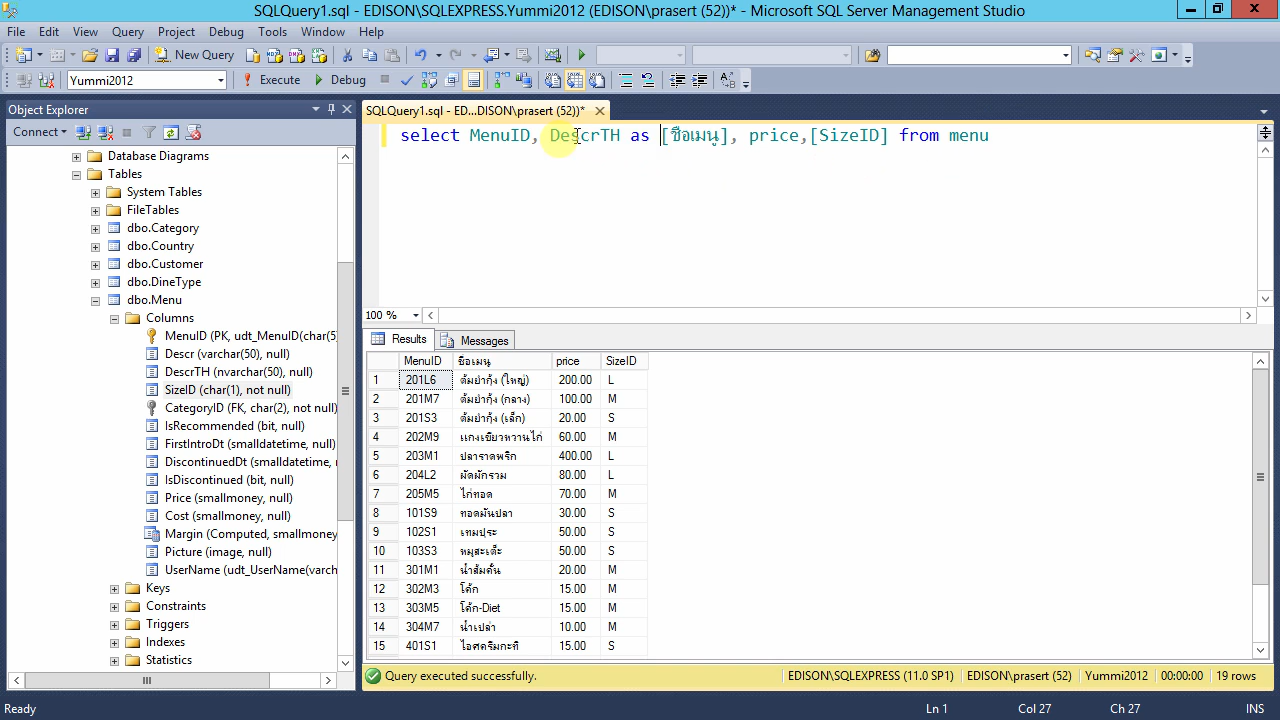 SQLQuery1.sql - EDISON\SQLEXPRESS.Yummi2012 (EDISON\prasert (52))* - Microsoft SQL Server Management Studio
File Edit View Query Project Debug Tools Window Help
New Query
Yummi2012 Execute Debug
Object Explorer
SQLQuery1.sql - ED...DISON\prasert (52))*
Connect
select MenuID, DescrTH as [ชื่อเมนู], price,[SizeID] from menu
Database Diagrams
Tables
System Tables
FileTables
dbo.Category
dbo.Country
dbo.Customer
dbo.DineType
dbo.Menu
Columns
MenuID (PK, udt_MenuID(char(5)
Descr (varchar(50), null)
DescrTH (nvarchar(50), null)
SizeID (char(1), not null)
CategoryID (FK, char(2), not null)
IsRecommended (bit, null)
FirstIntroDt (smalldatetime, null)
DiscontinuedDt (smalldatetime,
IsDiscontinued (bit, null)
Price (smallmoney, null)
Cost (smallmoney, null)
Margin (Computed, smallmoney
Picture (image, null)
UserName (udt_UserName(varch
Keys
Constraints
Triggers
Indexes
Statistics
100 %
Results Messages
MenuID ชื่อเมนู price SizeID
1 201L6 ต้มยำกุ้ง (ใหญ่) 200.00 L
2 201M7 ต้มยำกุ้ง (กลาง) 100.00 M
3 201S3 ต้มยำกุ้ง (เล็ก) 20.00 S
4 202M9 แกงเขียวหวานไก่ 60.00 M
5 203M1 ปลาราดพริก 400.00 L
6 204L2 ผัดผักรวม 80.00 L
7 205M5 ไก่ทอด 70.00 M
8 101S9 ทอดมันปลา 30.00 S
9 102S1 เทมปุระ 50.00 S
10 103S3 หมูสะเต๊ะ 50.00 S
11 301M1 น้ำส้มคั้น 20.00 M
12 302M3 โค้ก 15.00 M
13 303M5 โค้ก-Diet 15.00 M
14 304M7 น้ำเปล่า 10.00 M
15 401S1 ไอศครีมกะทิ 15.00 S
Query executed successfully. EDISON\SQLEXPRESS (11.0 SP1) EDISON\prasert (52) Yummi2012 00:00:00 19 rows
Ready Ln 1 Col 27 Ch 27 INS